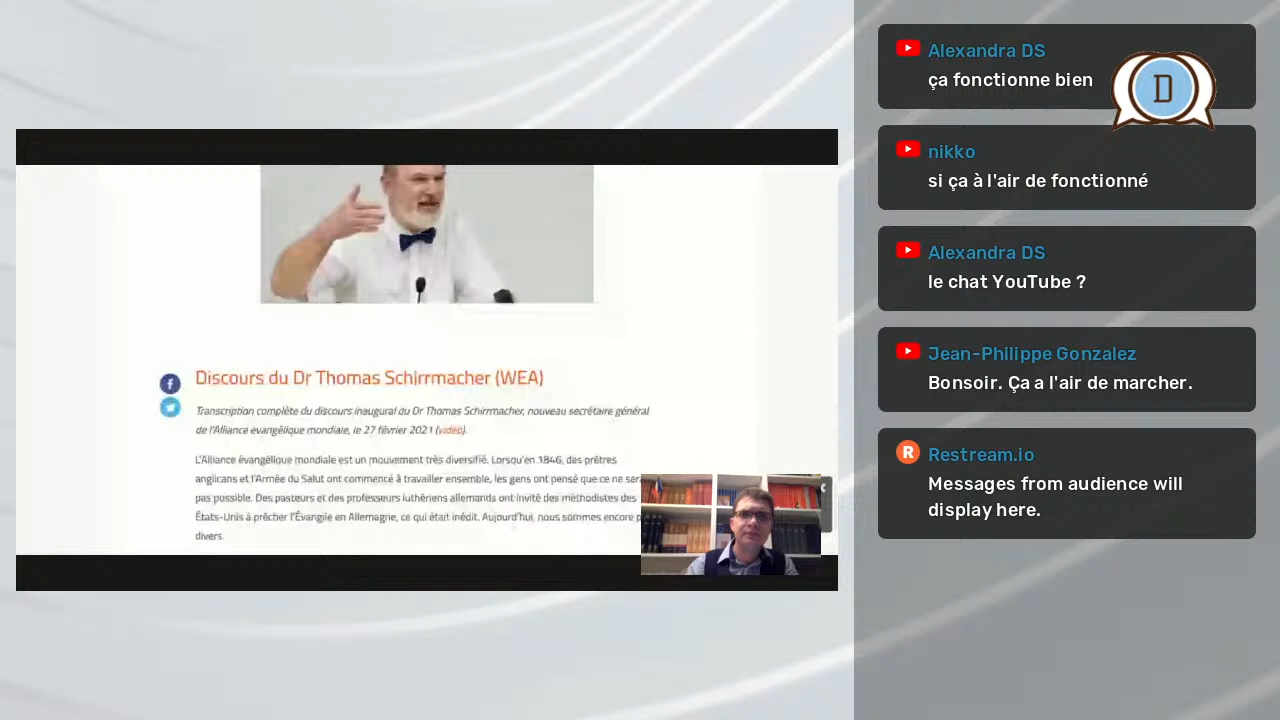 Discours du Dr Thomas Schirrmacher (WEA)
Transcription complète du discours inaugural du Dr Thomas Schirrmacher, nouveau secrétaire général
de l'Alliance évangélique mondiale, le 27 février 2021 (vidéo).
L'Alliance évangélique mondiale est un mouvement très diversifié. Lorsqu'en 1846, des prêtres
anglicans et l'Armée du Salut ont commencé à travailler ensemble, les gens ont pensé que ce ne sera
pas possible. Des pasteurs et des professeurs luthériens allemands ont invité des méthodistes des
États-Unis à prêcher l'Évangile en Allemagne, ce qui était inédit. Aujourd'hui, nous sommes encore p
divers.
Alexandra DS
ça fonctionne bien
D
nikko
si ça à l'air de fonctionné
Alexandra DS
le chat YouTube ?
Jean-Philippe Gonzalez
Bonsoir. Ça a l'air de marcher.
R
Restream.io
Messages from audience will
display here.